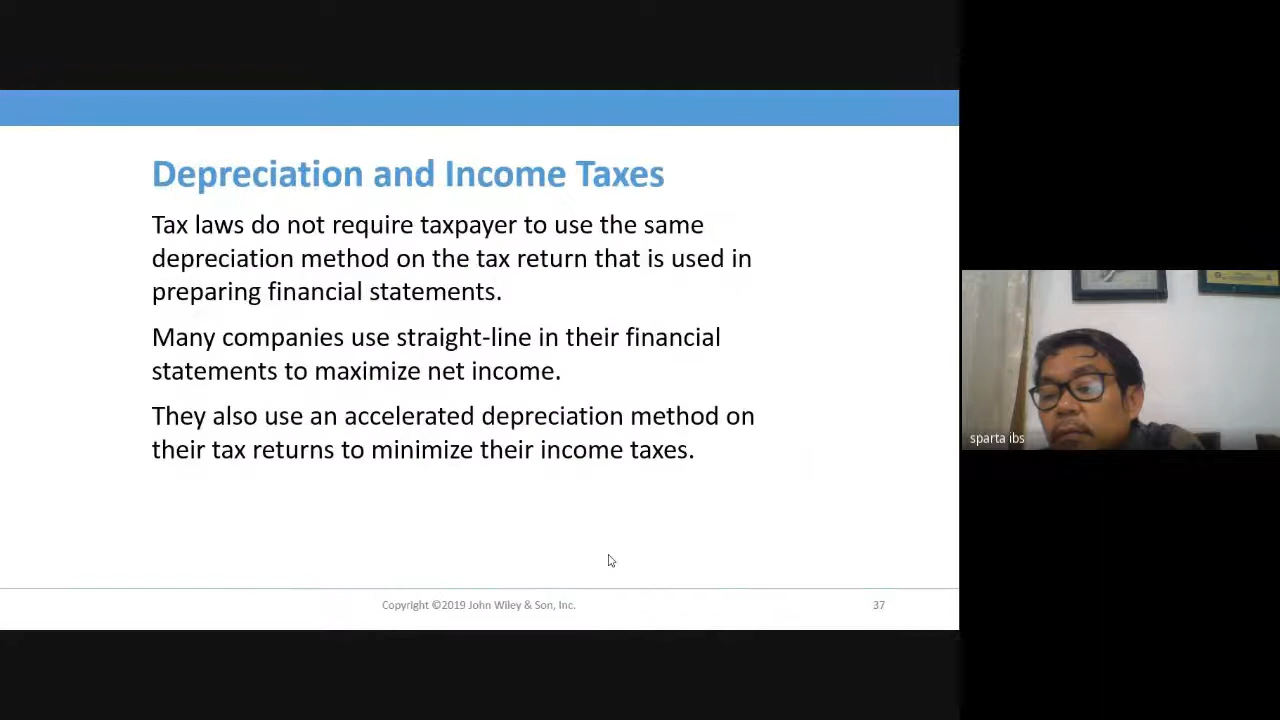 Depreciation and Income Taxes
Tax laws do not require taxpayer to use the same
depreciation method on the tax return that is used in
preparing financial statements.
Many companies use straight-line in their financial
statements to maximize net income.
They also use an accelerated depreciation method on
their tax returns to minimize their income taxes.
sparta ibs
Copyright ©2019 John Wiley & Son, Inc.
37